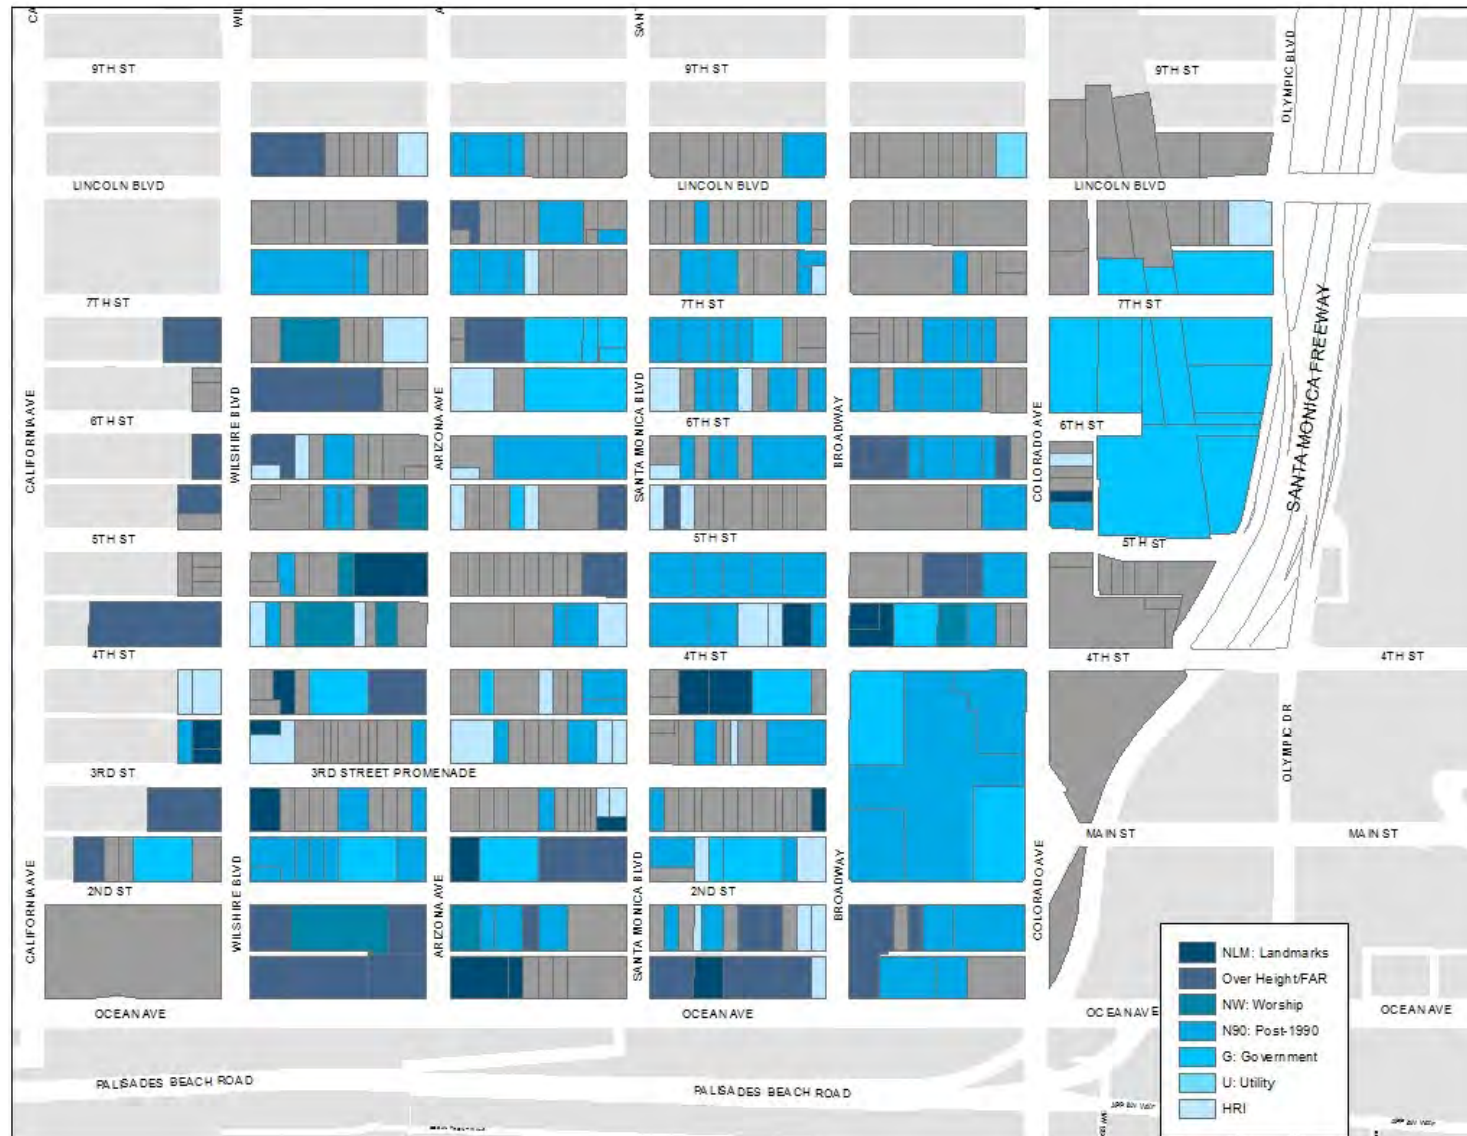 CA
WIL
A
SAN
9TH ST
9TH ST
9TH ST
OLYMPIC BLVD
LINCOLN BLVD
LINCOLN BLVD
LINCOLN BLVD
7TH ST
7TH ST
7TH ST
CALIFORNIA AVE
WILSHIRE BLVD
ARIZONA AVE
SANTA MONICA BLVD
BROADWAY
COLORADO AVE
SANTA MONICA FREEWAY
6TH ST
6TH ST
6TH ST
5TH ST
5TH ST
5TH ST
4TH ST
4TH ST
4TH ST
4TH ST
OLYMPIC DR
3RD ST
3RD STREET PROMENADE
MAIN ST
MAIN ST
CALIFORNIA AVE
WILSHIRE BLVD
ARIZONA AVE
SANTA MONICA BLVD
BROADWAY
COLORADO AVE
2ND ST
2ND ST
NLM: Landmarks
Over Height/FAR
NW: Worship
N90: Post-1990
G: Government
U: Utility
HRI
OCEAN AVE
OCEAN AVE
OCEAN AVE
OCEAN AVE
PALISADES BEACH ROAD
PALISADES BEACH ROAD